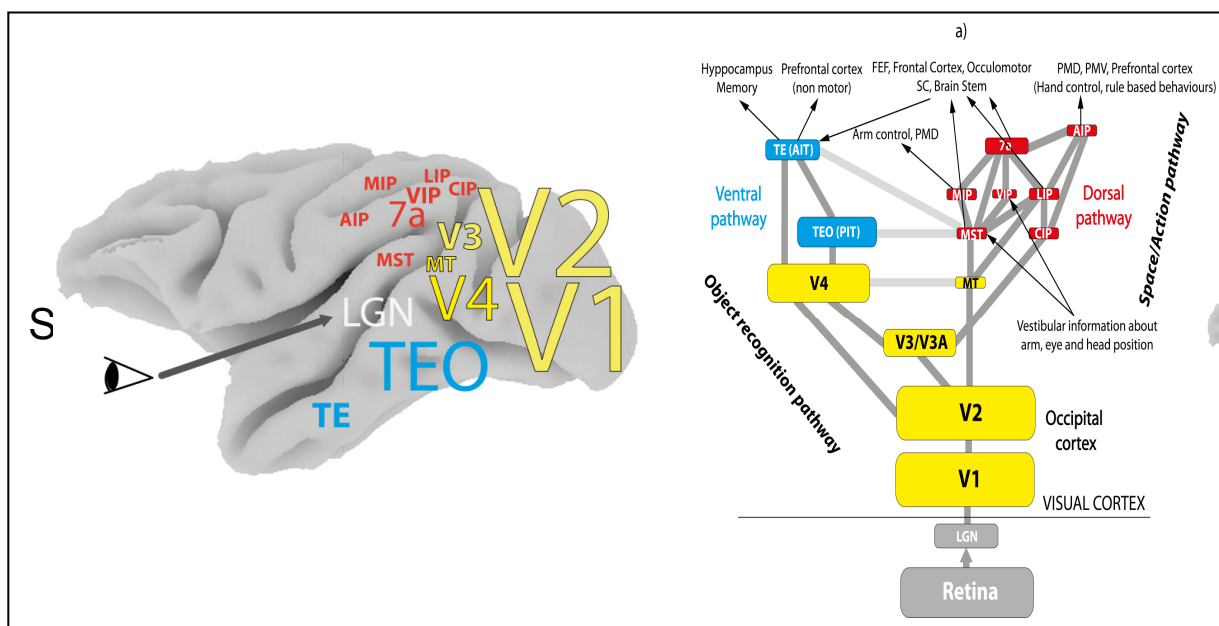 a)
Hyppocampus
Memory
Prefrontal cortex
(non motor)
FEF, Frontal Cortex, Occulomotor
SC, Brain Stem
PMD, PMV, Prefrontal cortex
(Hand control, rule based behaviours)
Arm control, PMD
TE (AIT)
7a
AIP
Ventral
pathway
MIP
VIP
LIP
Dorsal
pathway
TEO (PIT)
MST
CIP
Space/Action pathway
V4
MT
Object recognition pathway
V3/V3A
Vestibular information about
arm, eye and head position
V2
Occipital
cortex
V1
VISUAL CORTEX
LGN
Retina
MIP
LIP
VIP
CIP
AIP
7a
V2
V3
MST
MT
V4
V1
S
LGN
TEO
TE